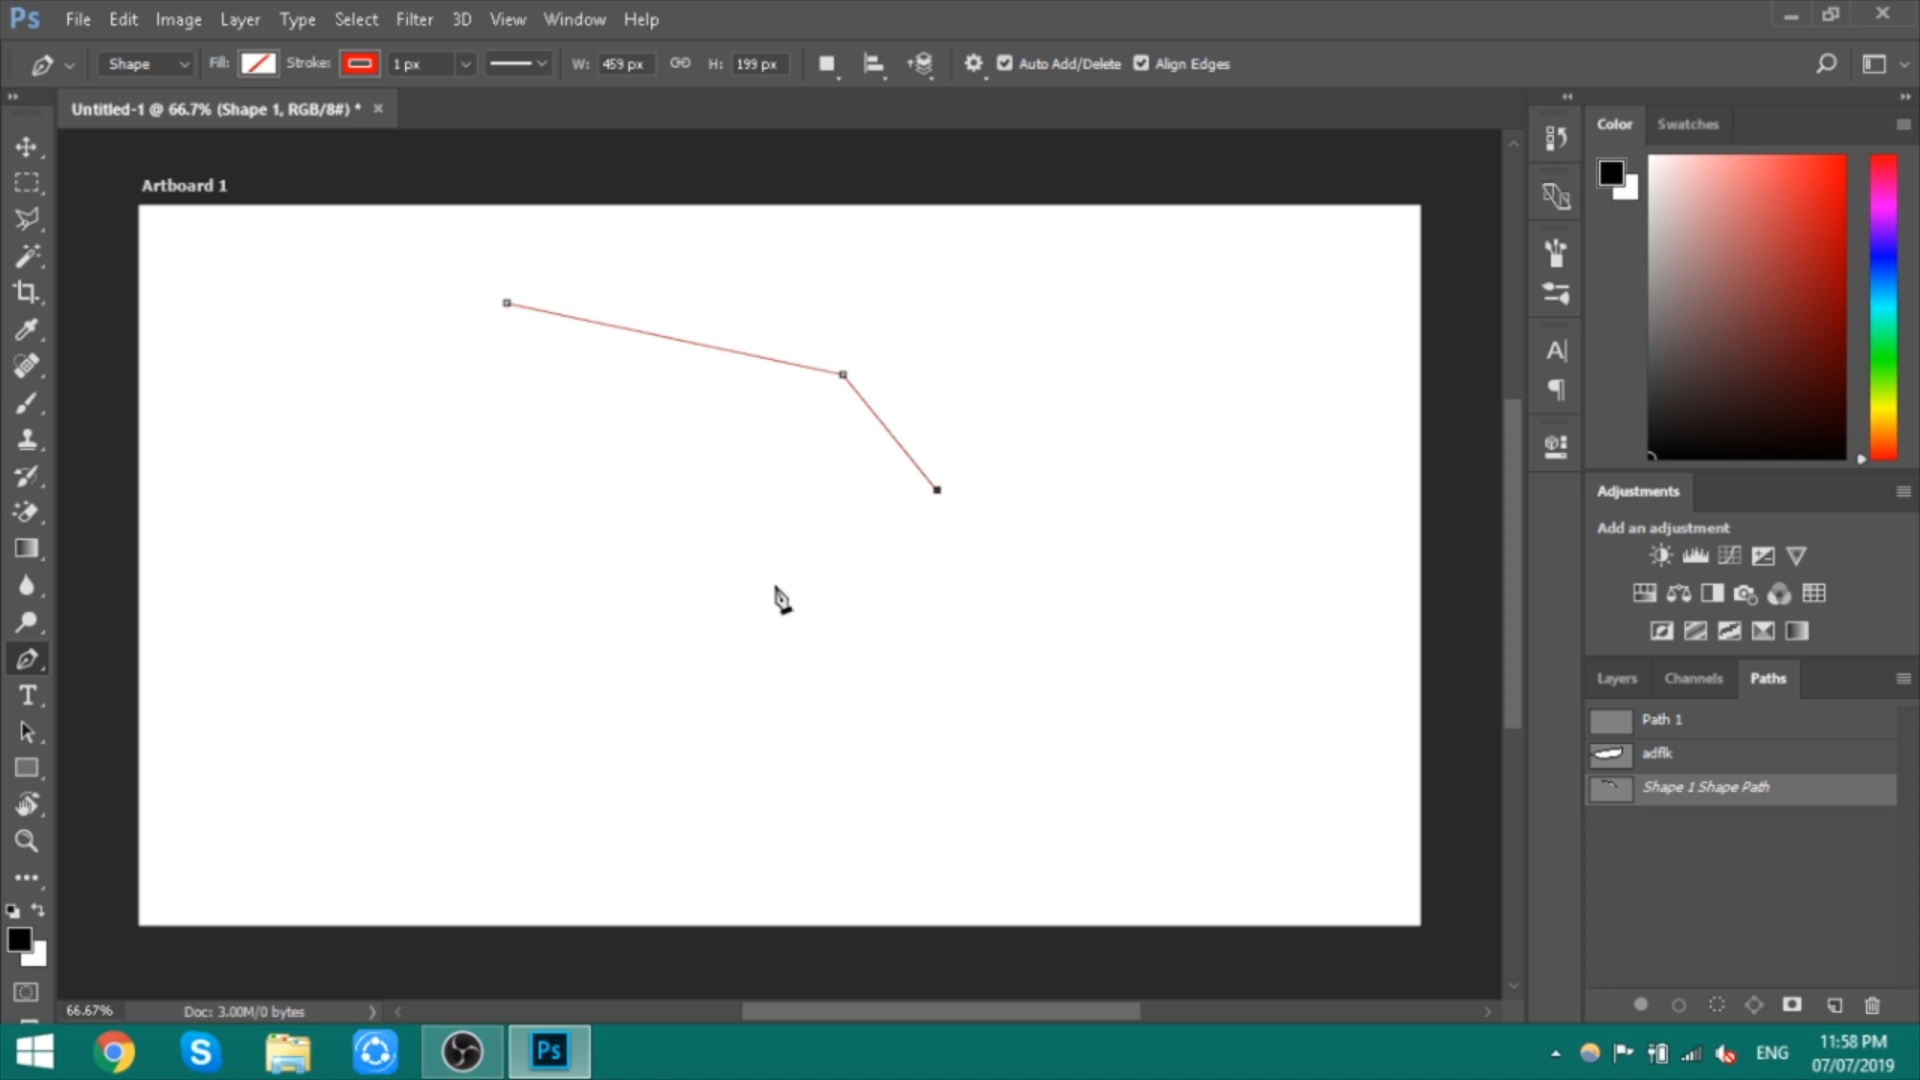 Ps File Edit Image Layer Type Select Filter 3D View Window Help
Shape Fill: Stroke: 1 px W: 459 px H: 199 px Auto Add/Delete Align Edges
Untitled-1 @ 66.7% (Shape 1, RGB/8#) *
Color Swatches
Artboard 1
Adjustments
Add an adjustment
Layers Channels Paths
Path 1
adflk
Shape 1 Shape Path
66.67% Doc: 3.00M/0 bytes
S Ps ENG
11:58 PM
07/07/2019